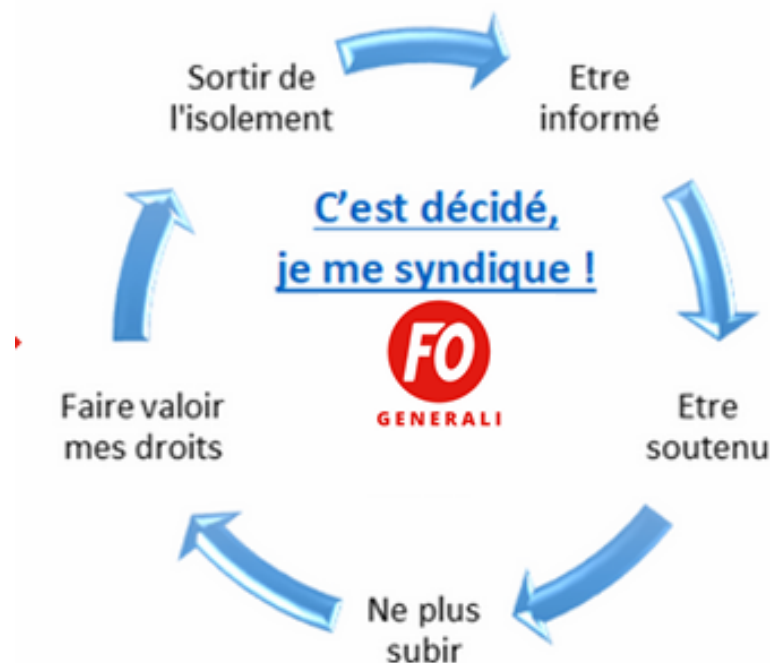 Sortir de
l'isolement
Etre
informé
C'est décidé,
je me syndique !
FO
GENERALI
Faire valoir
mes droits
Etre
soutenu
Ne plus
subir